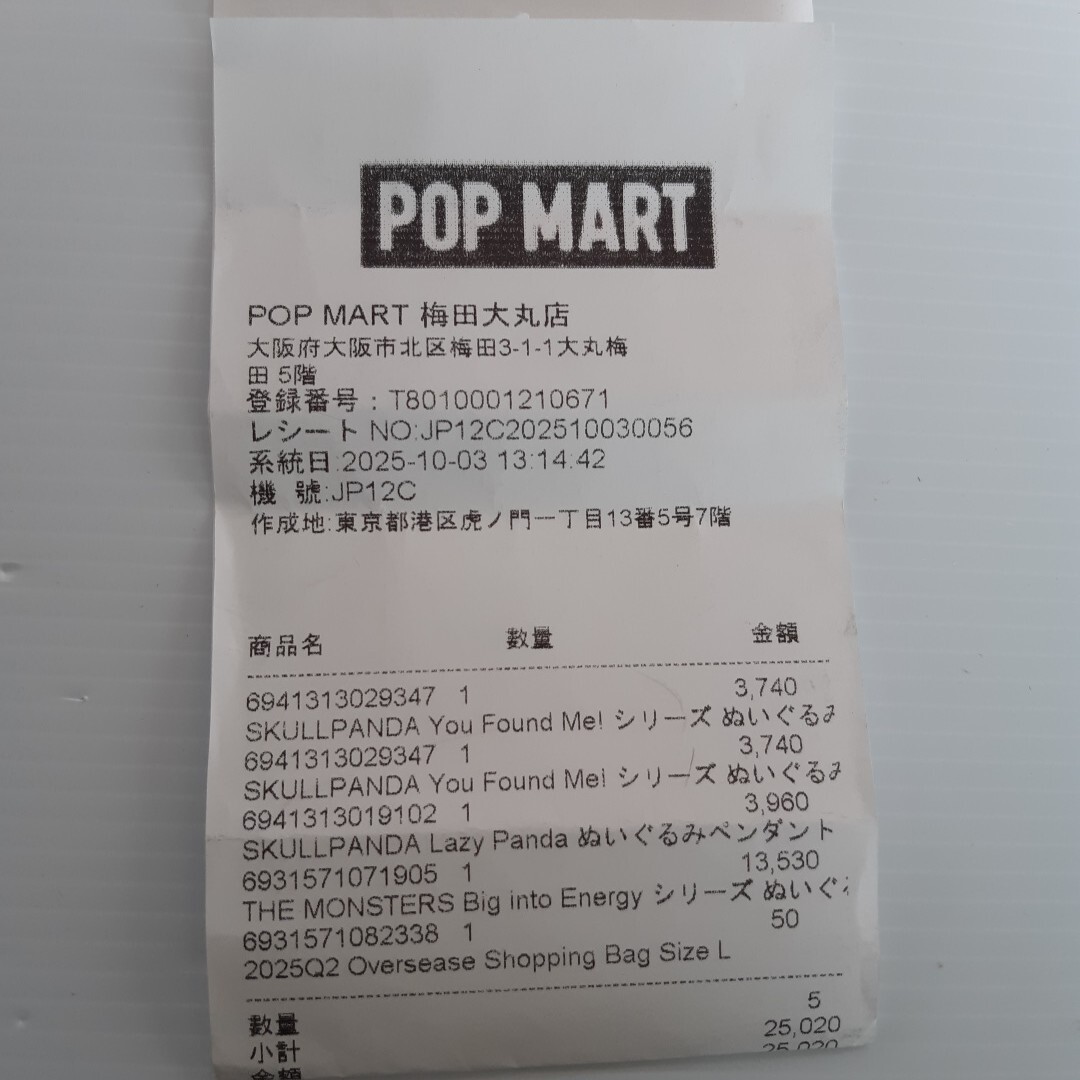 POP MART
POP MART 梅田大丸店
大阪府大阪市北区梅田3-1-1大丸梅
田 5階
登録番号：T8010001210671
レシート NO:JP12C202510030056
系統日:2025-10-03 13:14:42
機 號:JP12C
作成地:東京都港区虎ノ門一丁目13番5号7階
商品名 數量 金額
6941313029347 1 3,740
SKULLPANDA You Found Me! シリーズ ぬいぐるみ
6941313029347 1 3,740
SKULLPANDA You Found Me! シリーズ ぬいぐるみ
6941313019102 1 3,960
SKULLPANDA Lazy Panda ぬいぐるみペンダント
6931571071905 1 13,530
THE MONSTERS Big into Energy シリーズ ぬいぐ
6931571082338 1 50
2025Q2 Oversease Shopping Bag Size L
數量 5
小計 25,020
金額 25,020